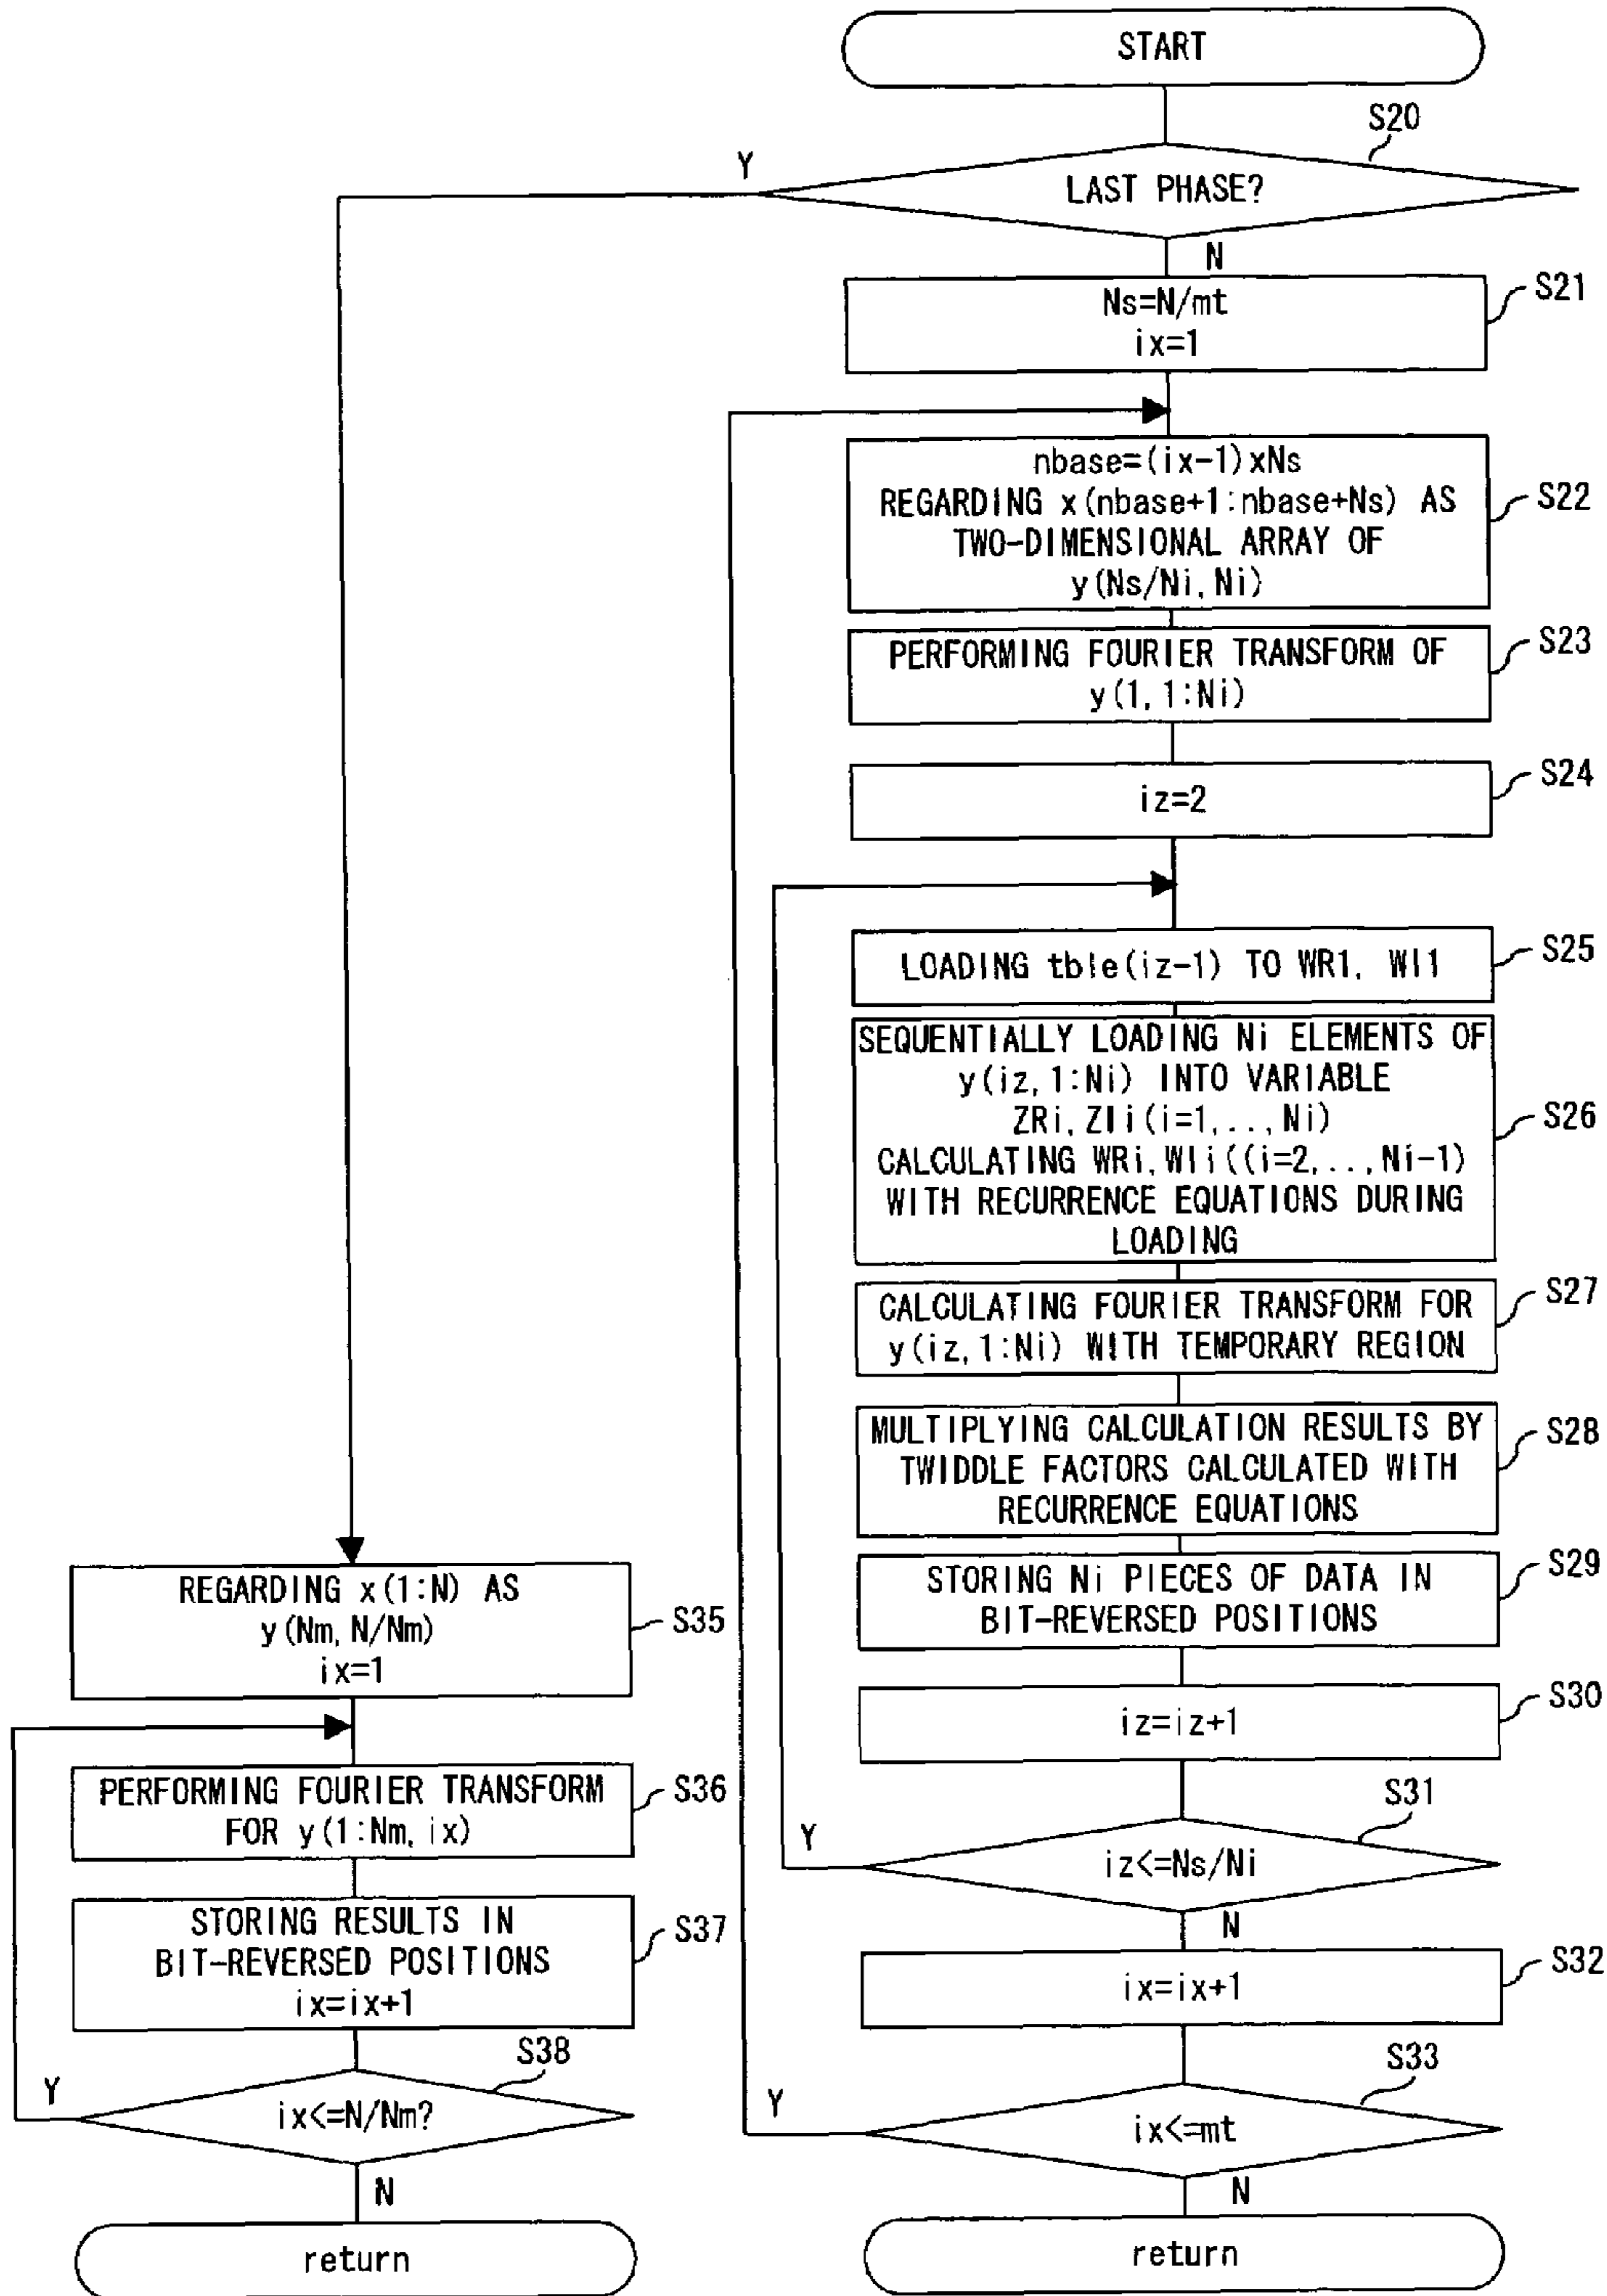 START
S20
Y
LAST PHASE?
N
Ns=N/mt
ix=1
S21
nbase=(ix-1)xNs
REGARDING x(nbase+1:nbase+Ns) AS
TWO-DIMENSIONAL ARRAY OF
y(Ns/Ni,Ni)
S22
PERFORMING FOURIER TRANSFORM OF
y(1,1:Ni)
S23
iz=2
S24
LOADING tble(iz-1) TO WR1, WI1
S25
SEQUENTIALLY LOADING Ni ELEMENTS OF
y(iz,1:Ni) INTO VARIABLE
ZRi,ZIi(i=1,..,Ni)
CALCULATING WRi,WIi((i=2,..,Ni-1)
WITH RECURRENCE EQUATIONS DURING
LOADING
S26
CALCULATING FOURIER TRANSFORM FOR
y(iz,1:Ni) WITH TEMPORARY REGION
S27
MULTIPLYING CALCULATION RESULTS BY
TWIDDLE FACTORS CALCULATED WITH
RECURRENCE EQUATIONS
S28
STORING Ni PIECES OF DATA IN
BIT-REVERSED POSITIONS
S29
iz=iz+1
S30
S31
Y
iz<=Ns/Ni
N
ix=ix+1
S32
S33
Y
ix<=mt
N
return
REGARDING x(1:N) AS
y(Nm,N/Nm)
ix=1
S35
PERFORMING FOURIER TRANSFORM
FOR y(1:Nm,ix)
S36
STORING RESULTS IN
BIT-REVERSED POSITIONS
ix=ix+1
S37
S38
Y
ix<=N/Nm?
N
return